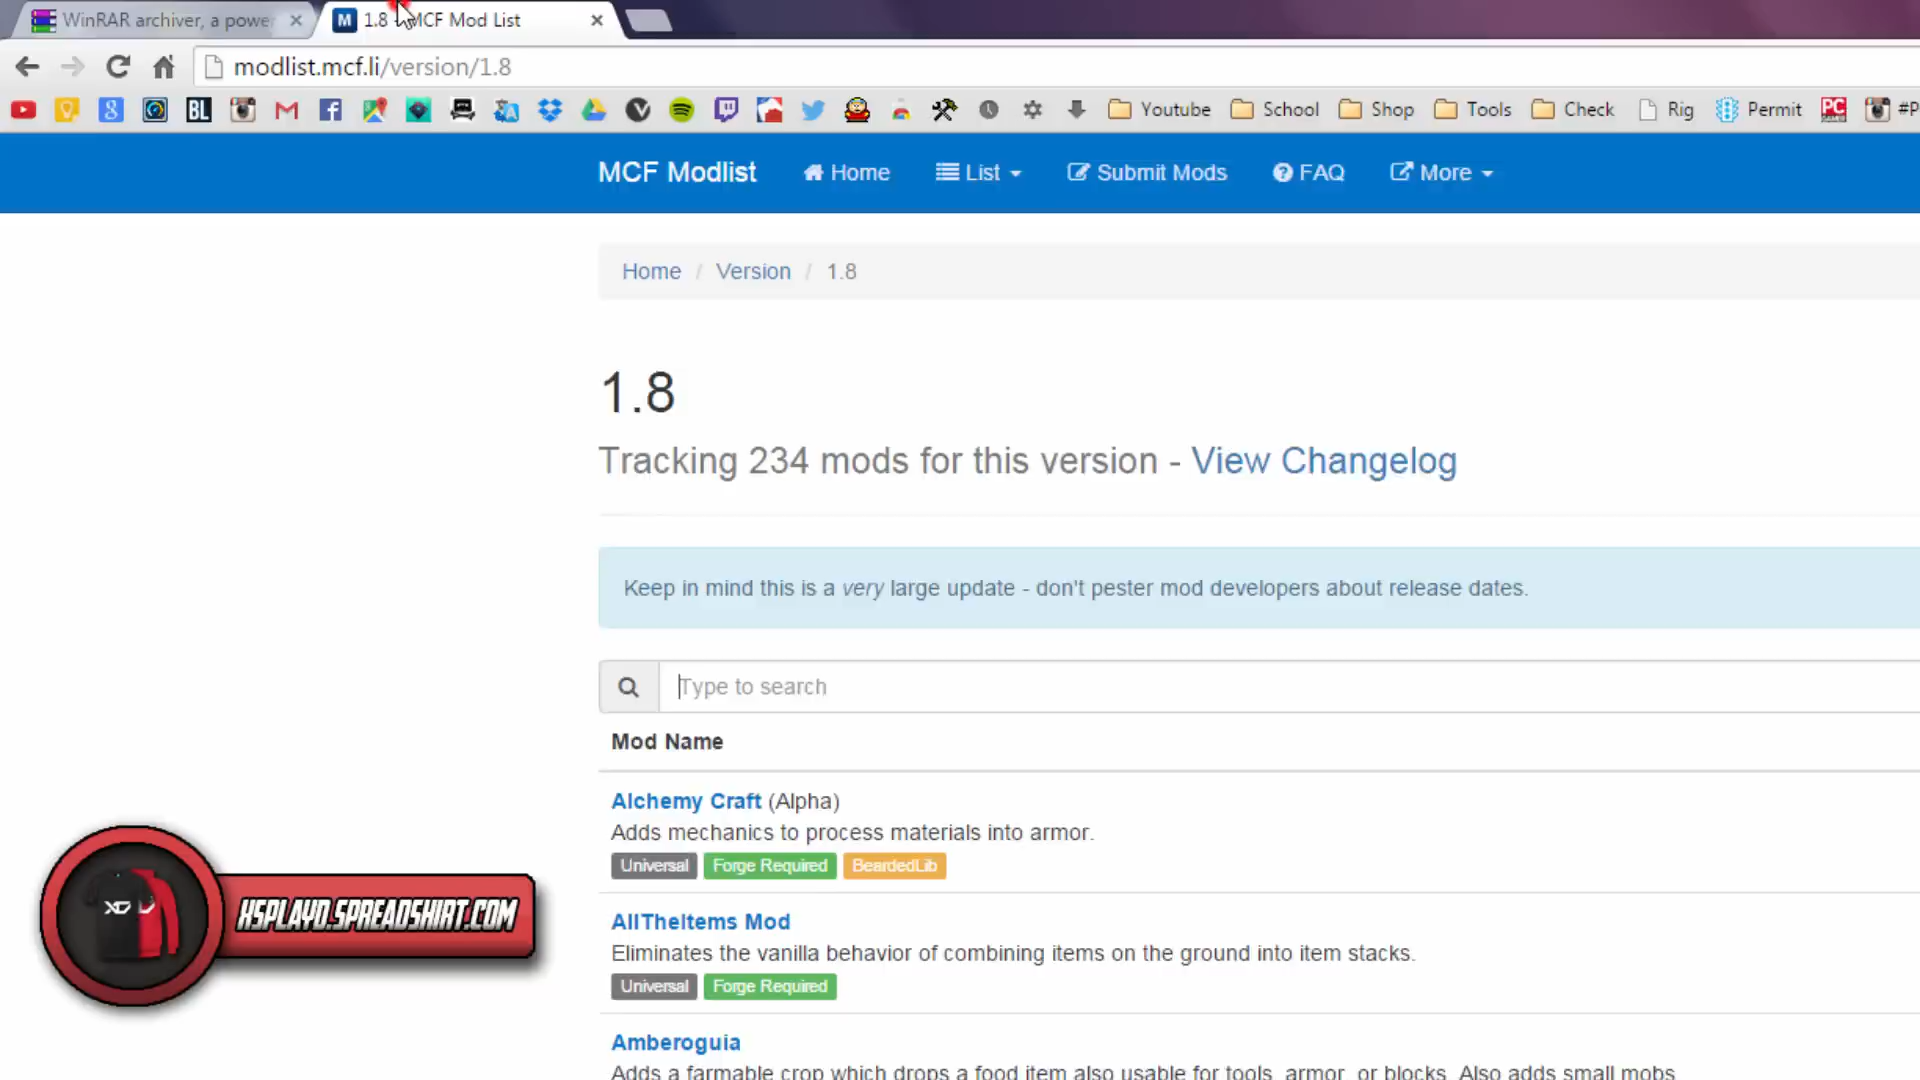 WinRAR archiver, a powe
1.8 MCF Mod List
modlist.mcf.li/version/1.8
BL
Youtube School Shop Tools Check Rig Permit PC #P
MCF Modlist Home List Submit Mods FAQ More
Home / Version / 1.8
1.8
Tracking 234 mods for this version - View Changelog
Keep in mind this is a very large update - don't pester mod developers about release dates.
Type to search
Mod Name
Alchemy Craft (Alpha)
Adds mechanics to process materials into armor.
Universal Forge Required BeardedLib
AllTheItems Mod
Eliminates the vanilla behavior of combining items on the ground into item stacks.
Universal Forge Required
Amberoguia
Adds a farmable crop which drops a food item also usable for tools, armor, or blocks. Also adds small mobs
XSPLAYD.SPREADSHIRT.COM